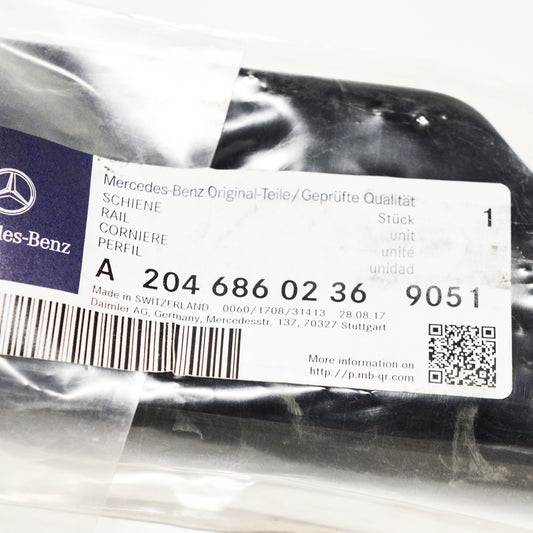 des-Benz
Mercedes-Benz Original-Teile/Geprüfte Qualität
SCHIENE Stück 1
RAIL unit
CORNIERE unité
PERFIL unidad
A 204 686 02 36 9051
Made in SWITZERLAND 0060/1708/31413 28.08.17
Daimler AG, Germany, Mercedesstr. 137, 70327 Stuttgart
More information on
http://p.mb-qr.com